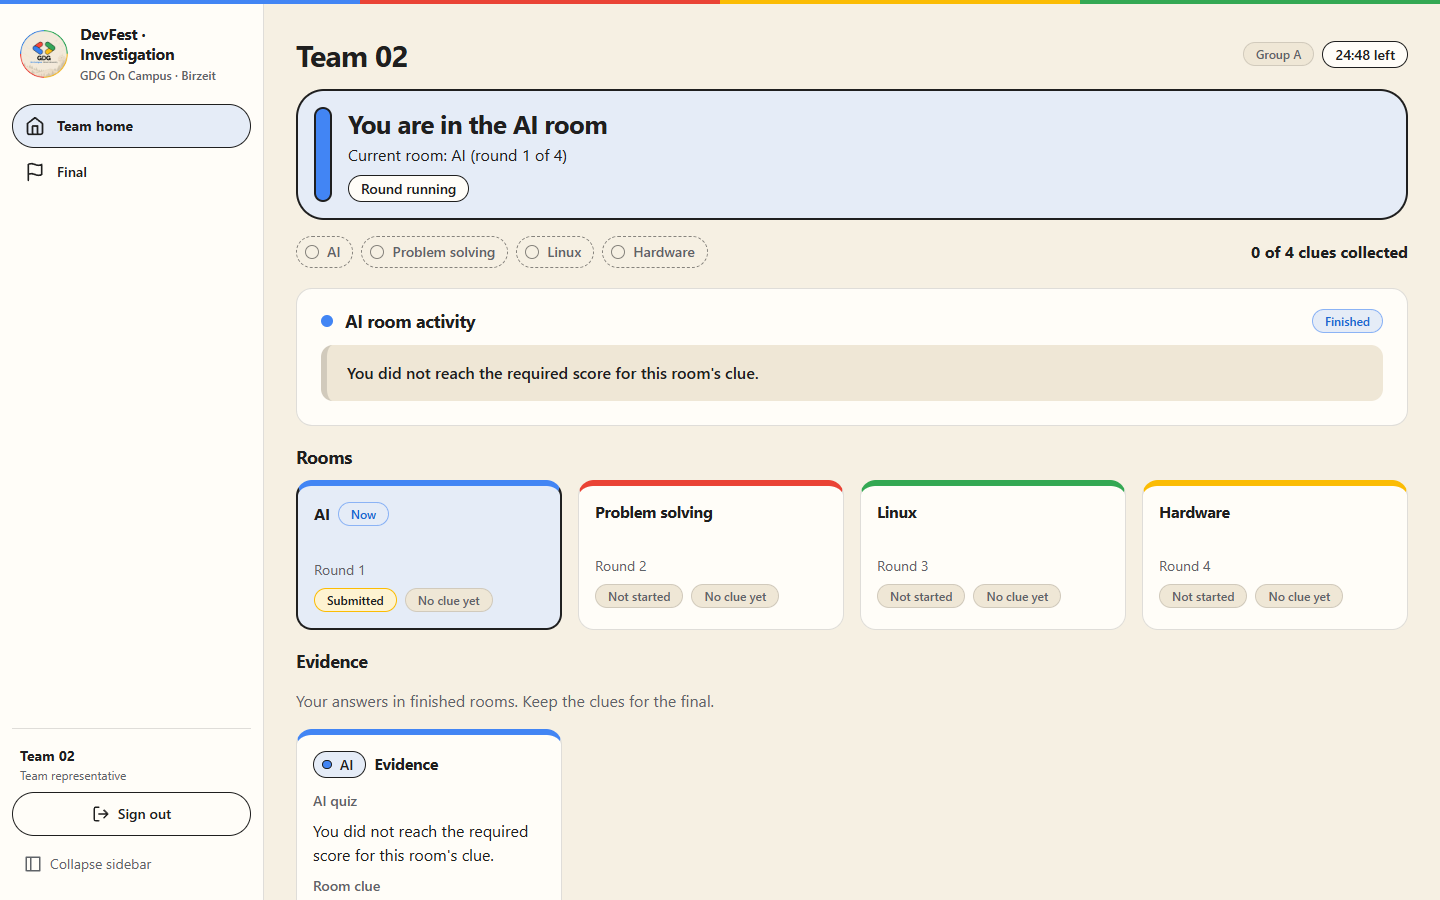 DevFest ·
Investigation
GDG On Campus · Birzeit
GDG
Team home
Final
Team 02
Team representative
Sign out
Collapse sidebar
Team 02
Group A
24:48 left
You are in the AI room
Current room: AI (round 1 of 4)
Round running
AI
Problem solving
Linux
Hardware
0 of 4 clues collected
AI room activity
Finished
You did not reach the required score for this room's clue.
Rooms
AI
Now
Round 1
Submitted
No clue yet
Problem solving
Round 2
Not started
No clue yet
Linux
Round 3
Not started
No clue yet
Hardware
Round 4
Not started
No clue yet
Evidence
Your answers in finished rooms. Keep the clues for the final.
AI
Evidence
AI quiz
You did not reach the required
score for this room's clue.
Room clue